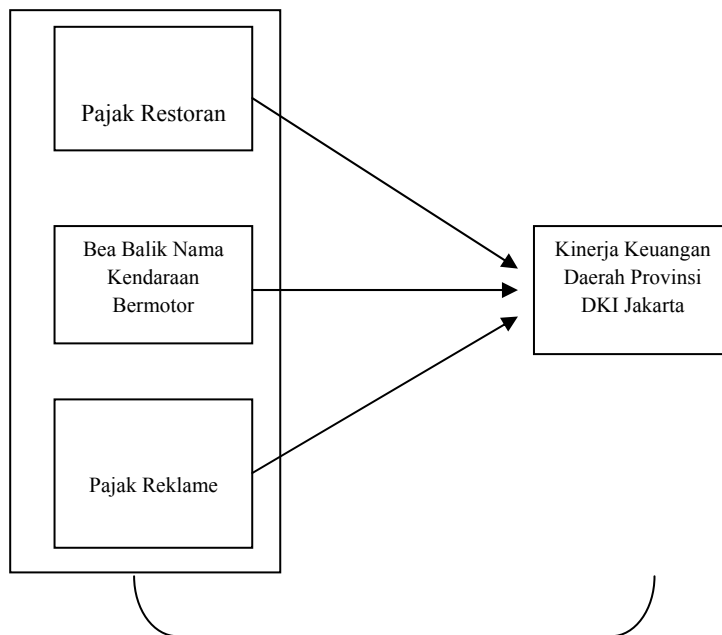 Pajak Restoran
Bea Balik Nama
Kendaraan
Bermotor
Kinerja Keuangan
Daerah Provinsi
DKI Jakarta
Pajak Reklame